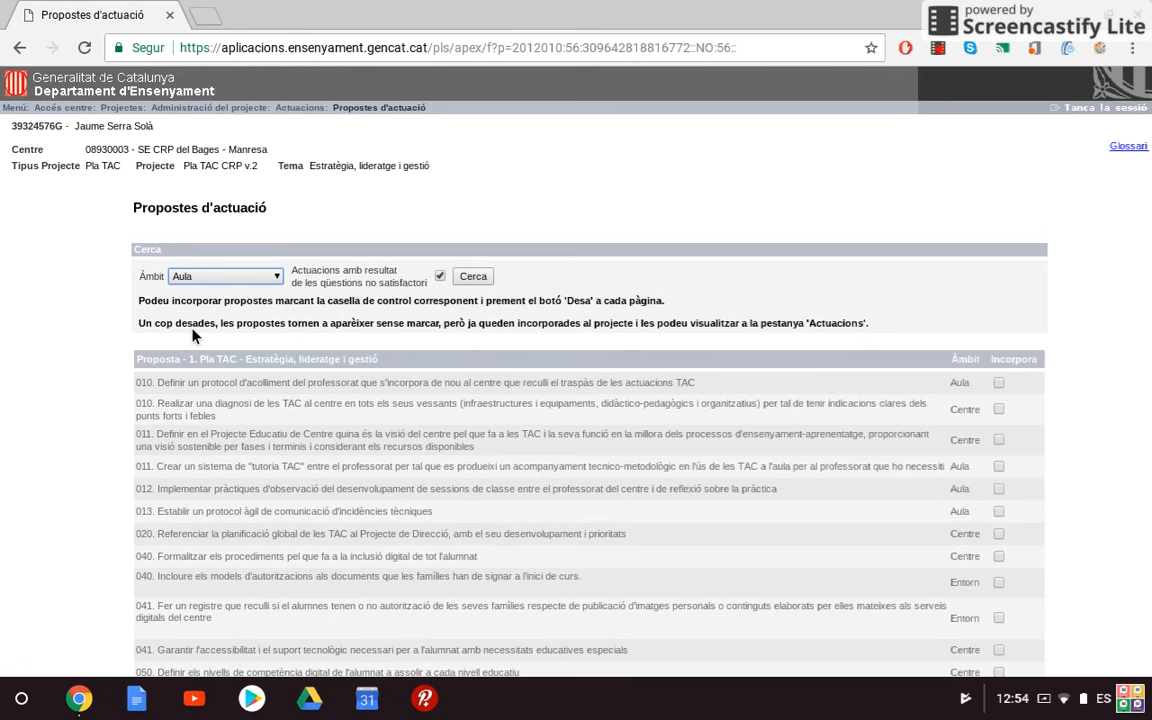 Propostes d'actuació
powered by
Screencastify Lite
Segur
https://aplicacions.ensenyament.gencat.cat/pls/apex/f?p=2012010:56:309642818816772::NO:56::
Generalitat de Catalunya
Departament d'Ensenyament
Menú: Accés centre: Projectes: Administració del projecte: Actuacions: Propostes d'actuació
Tanca la sessió
39324576G - Jaume Serra Solà
Glossari
Centre 08930003 - SE CRP del Bages - Manresa
Tipus Projecte Pla TAC Projecte Pla TAC CRP v.2 Tema Estratègia, lideratge i gestió
Propostes d'actuació
Cerca
Àmbit Aula
Actuacions amb resultat
de les qüestions no satisfactori
Cerca
Podeu incorporar propostes marcant la casella de control corresponent i prement el botó 'Desa' a cada pàgina.
Un cop desades, les propostes tornen a aparèixer sense marcar, però ja queden incorporades al projecte i les podeu visualitzar a la pestanya 'Actuacions'.
Proposta - 1. Pla TAC - Estratègia, lideratge i gestió Àmbit Incorpora
010. Definir un protocol d'acolliment del professorat que s'incorpora de nou al centre que reculli el traspàs de les actuacions TAC Aula
010. Realizar una diagnosi de les TAC al centre en tots els seus vessants (infraestructures i equipaments, didàctico-pedagògics i organitzatius) per tal de tenir indicacions clares dels
punts forts i febles
Centre
011. Definir en el Projecte Educatiu de Centre quina és la visió del centre pel que fa a les TAC i la seva funció en la millora dels processos d'ensenyament-aprenentatge, proporcionant
una visió sostenible per fases i terminis i considerant els recursos disponibles
Centre
011. Crear un sistema de "tutoria TAC" entre el professorat per tal que es produeixi un acompanyament tecnico-metodològic en l'ús de les TAC a l'aula per al professorat que ho necessiti Aula
012. Implementar pràctiques d'observació del desenvolupament de sessions de classe entre el professorat del centre i de reflexió sobre la pràctica Aula
013. Establir un protocol àgil de comunicació d'incidències tècniques Aula
020. Referenciar la planificació global de les TAC al Projecte de Direcció, amb el seu desenvolupament i prioritats Centre
040. Formalitzar els procediments pel que fa a la inclusió digital de tot l'alumnat Centre
040. Incloure els models d'autoritzacions als documents que les famílies han de signar a l'inici de curs. Entorn
041. Fer un registre que reculli si el alumnes tenen o no autorització de les seves famílies respecte de publicació d'imatges personals o continguts elaborats per elles mateixes als serveis
digitals del centre
Entorn
041. Garantir l'accessibilitat i el suport tecnològic necessari per a l'alumnat amb necessitats educatives especials Centre
050. Definir els nivells de competència digital de l'alumnat a assolir a cada nivell educatiu Centre
31
12:54
ES